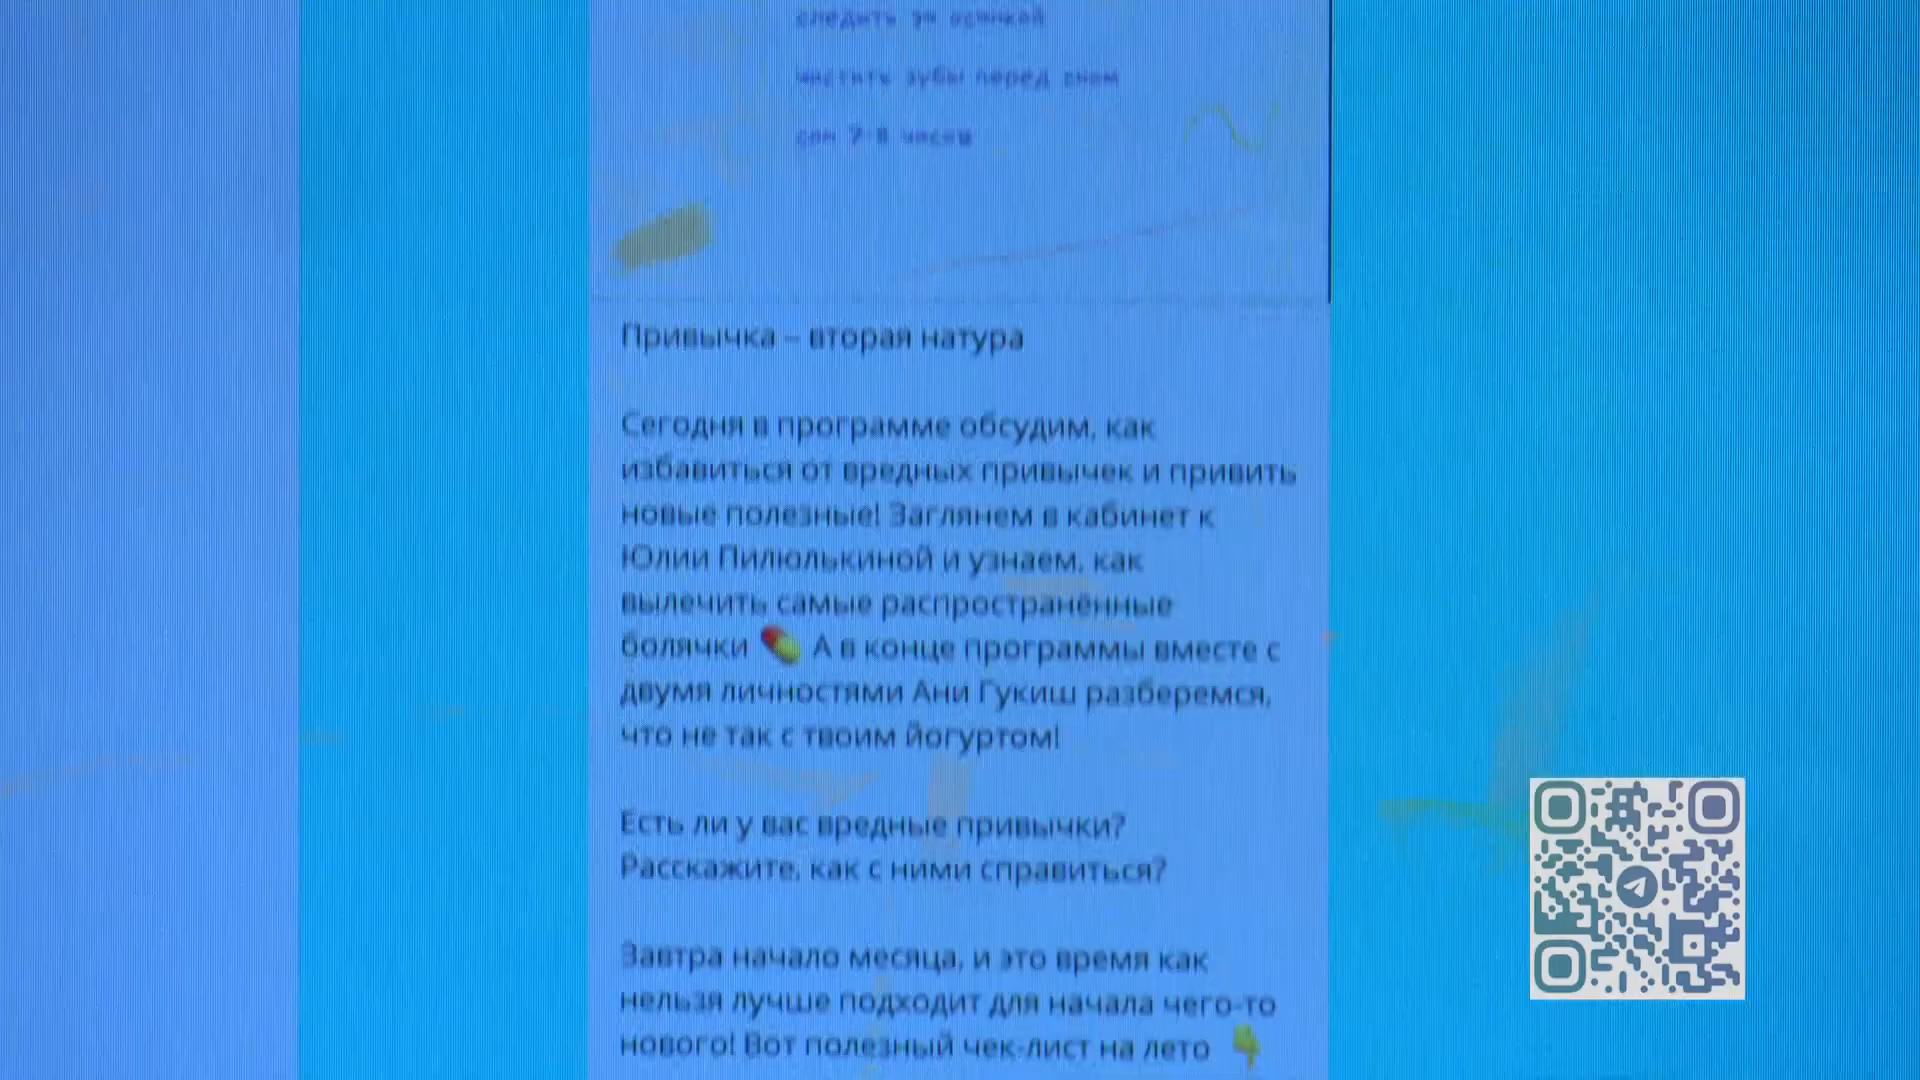 следить за осанкой
чистить зубы перед сном
сон 7-8 часов
Привычка – вторая натура
Сегодня в программе обсудим, как
избавиться от вредных привычек и привить
новые полезные! Заглянем в кабинет к
Юлии Пилюлькиной и узнаем, как
вылечить самые распространённые
болячки 💊 А в конце программы вместе с
двумя личностями Ани Гукиш разберемся,
что не так с твоим йогуртом!
Есть ли у вас вредные привычки?
Расскажите, как с ними справиться?
Завтра начало месяца, и это время как
нельзя лучше подходит для начала чего-то
нового! Вот полезный чек-лист на лето 👇